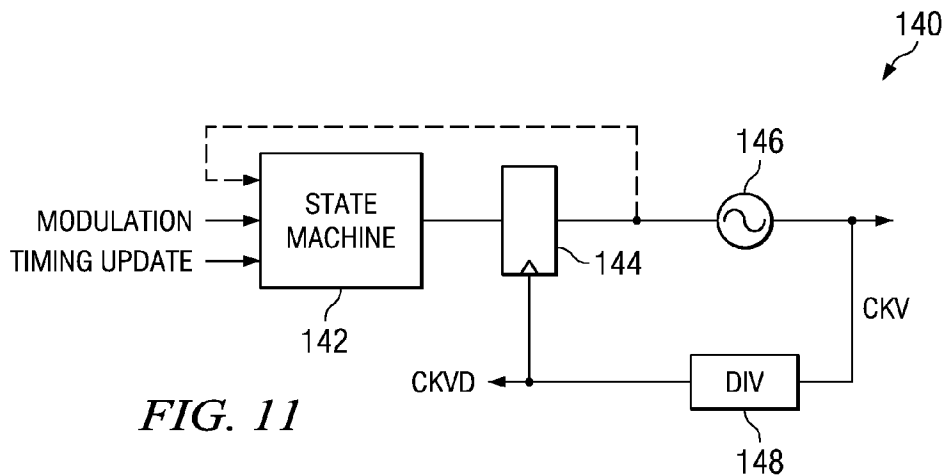 140
146
STATE
MACHINE
MODULATION
TIMING UPDATE
144
142
CKV
CKVD
DIV
148
FIG. 11